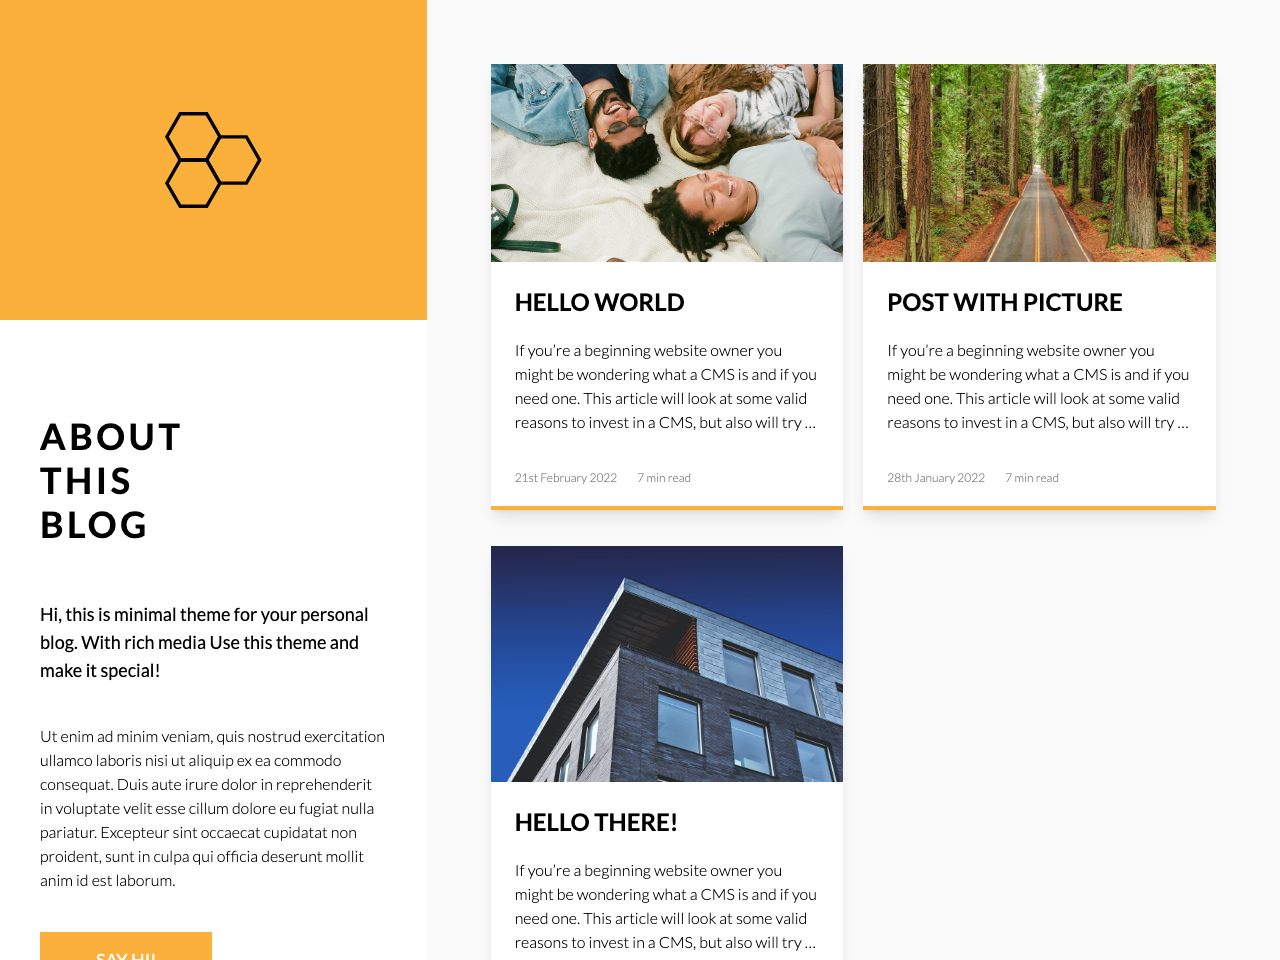 ABOUT
THIS
BLOG
Hi, this is minimal theme for your personal
blog. With rich media Use this theme and
make it special!
Ut enim ad minim veniam, quis nostrud exercitation
ullamco laboris nisi ut aliquip ex ea commodo
consequat. Duis aute irure dolor in reprehenderit
in voluptate velit esse cillum dolore eu fugiat nulla
pariatur. Excepteur sint occaecat cupidatat non
proident, sunt in culpa qui officia deserunt mollit
anim id est laborum.
SAY HI!
HELLO WORLD
If you’re a beginning website owner you
might be wondering what a CMS is and if you
need one. This article will look at some valid
reasons to invest in a CMS, but also will try ...
21st February 2022 7 min read
POST WITH PICTURE
If you’re a beginning website owner you
might be wondering what a CMS is and if you
need one. This article will look at some valid
reasons to invest in a CMS, but also will try ...
28th January 2022 7 min read
HELLO THERE!
If you’re a beginning website owner you
might be wondering what a CMS is and if you
need one. This article will look at some valid
reasons to invest in a CMS, but also will try ...